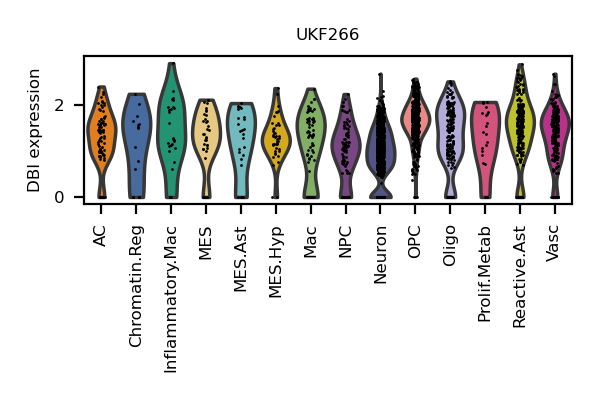 UKF266
DBI expression
2
0
AC
Chromatin.Reg
Inflammatory.Mac
MES
MES.Ast
MES.Hyp
Mac
NPC
Neuron
OPC
Oligo
Prolif.Metab
Reactive.Ast
Vasc